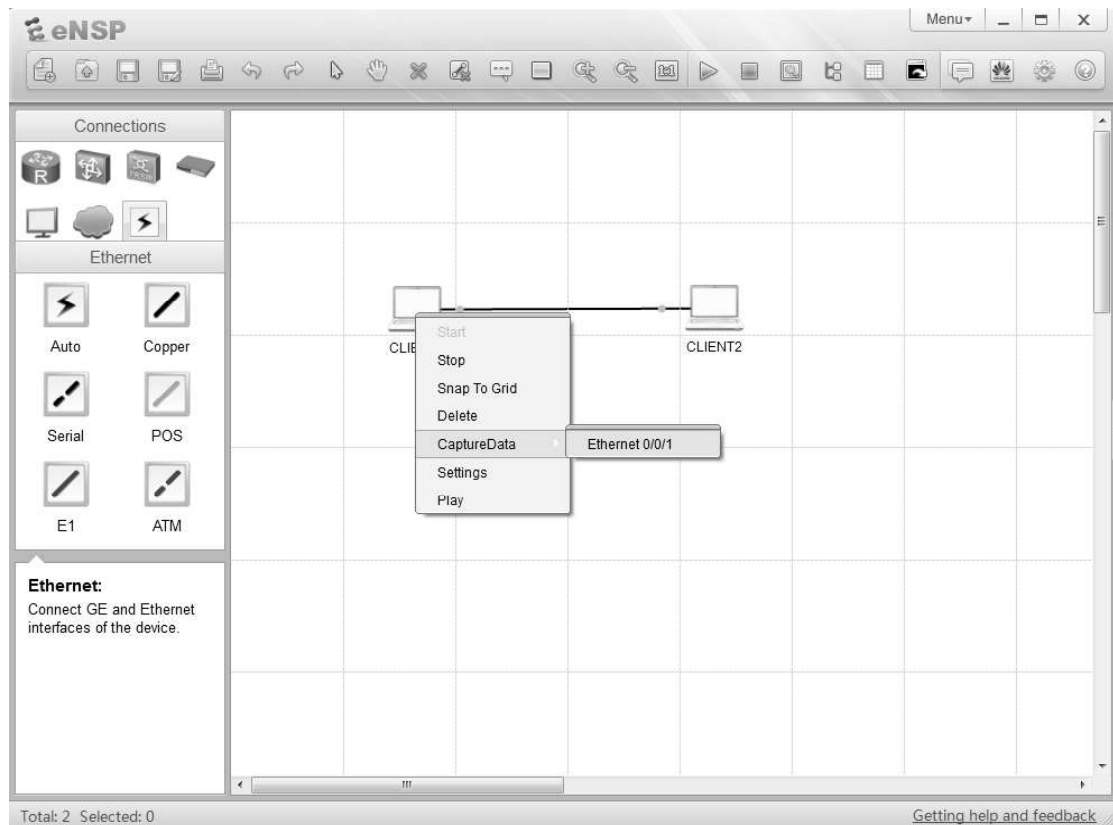 eNSP
Menu
Connections
R
Ethernet
Auto Copper
Serial POS
E1 ATM
Ethernet:
Connect GE and Ethernet
interfaces of the device.
CLIE
CLIENT2
Start
Stop
Snap To Grid
Delete
CaptureData
Ethernet 0/0/1
Settings
Play
Total: 2 Selected: 0
Getting help and feedback